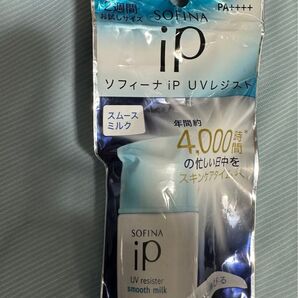 2週間
お試しサイズ
SOFINA
PA++++
iP
ソフィーナ iP UVレジスト
スムース
ミルク
年間約
4,000時間
の忙しい日中を
スキンケアタイムへ
SOFINA
iP
UV resister
smooth milk